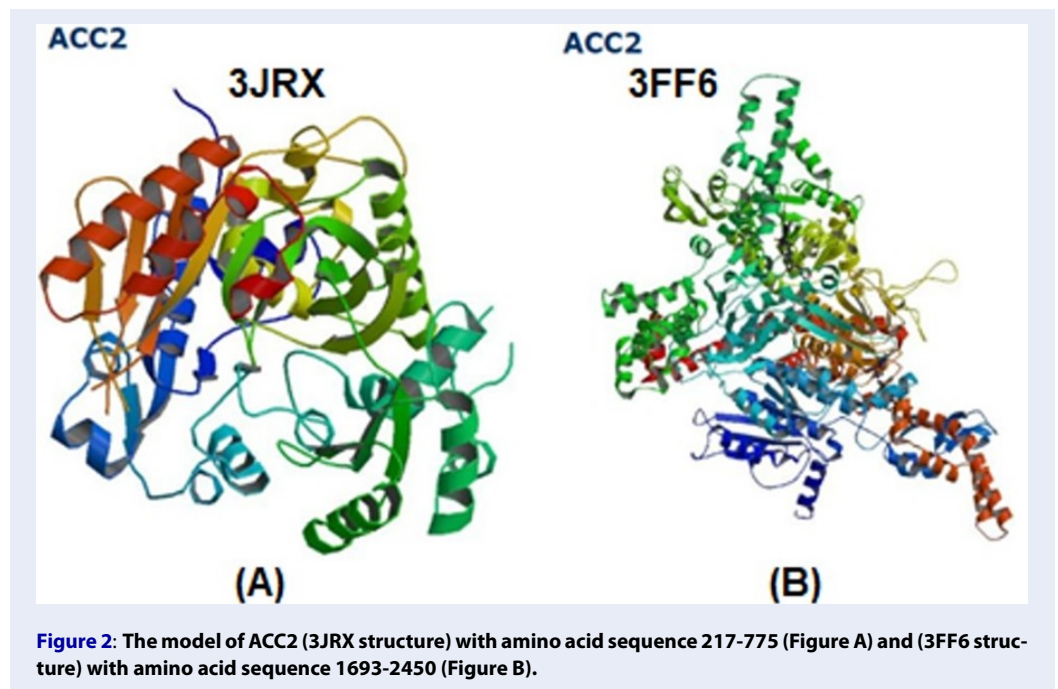 ACC2
3JRX
ACC2
3FF6
(A)
(B)
Figure 2: The model of ACC2 (3JRX structure) with amino acid sequence 217-775 (Figure A) and (3FF6 struc-
ture) with amino acid sequence 1693-2450 (Figure B).